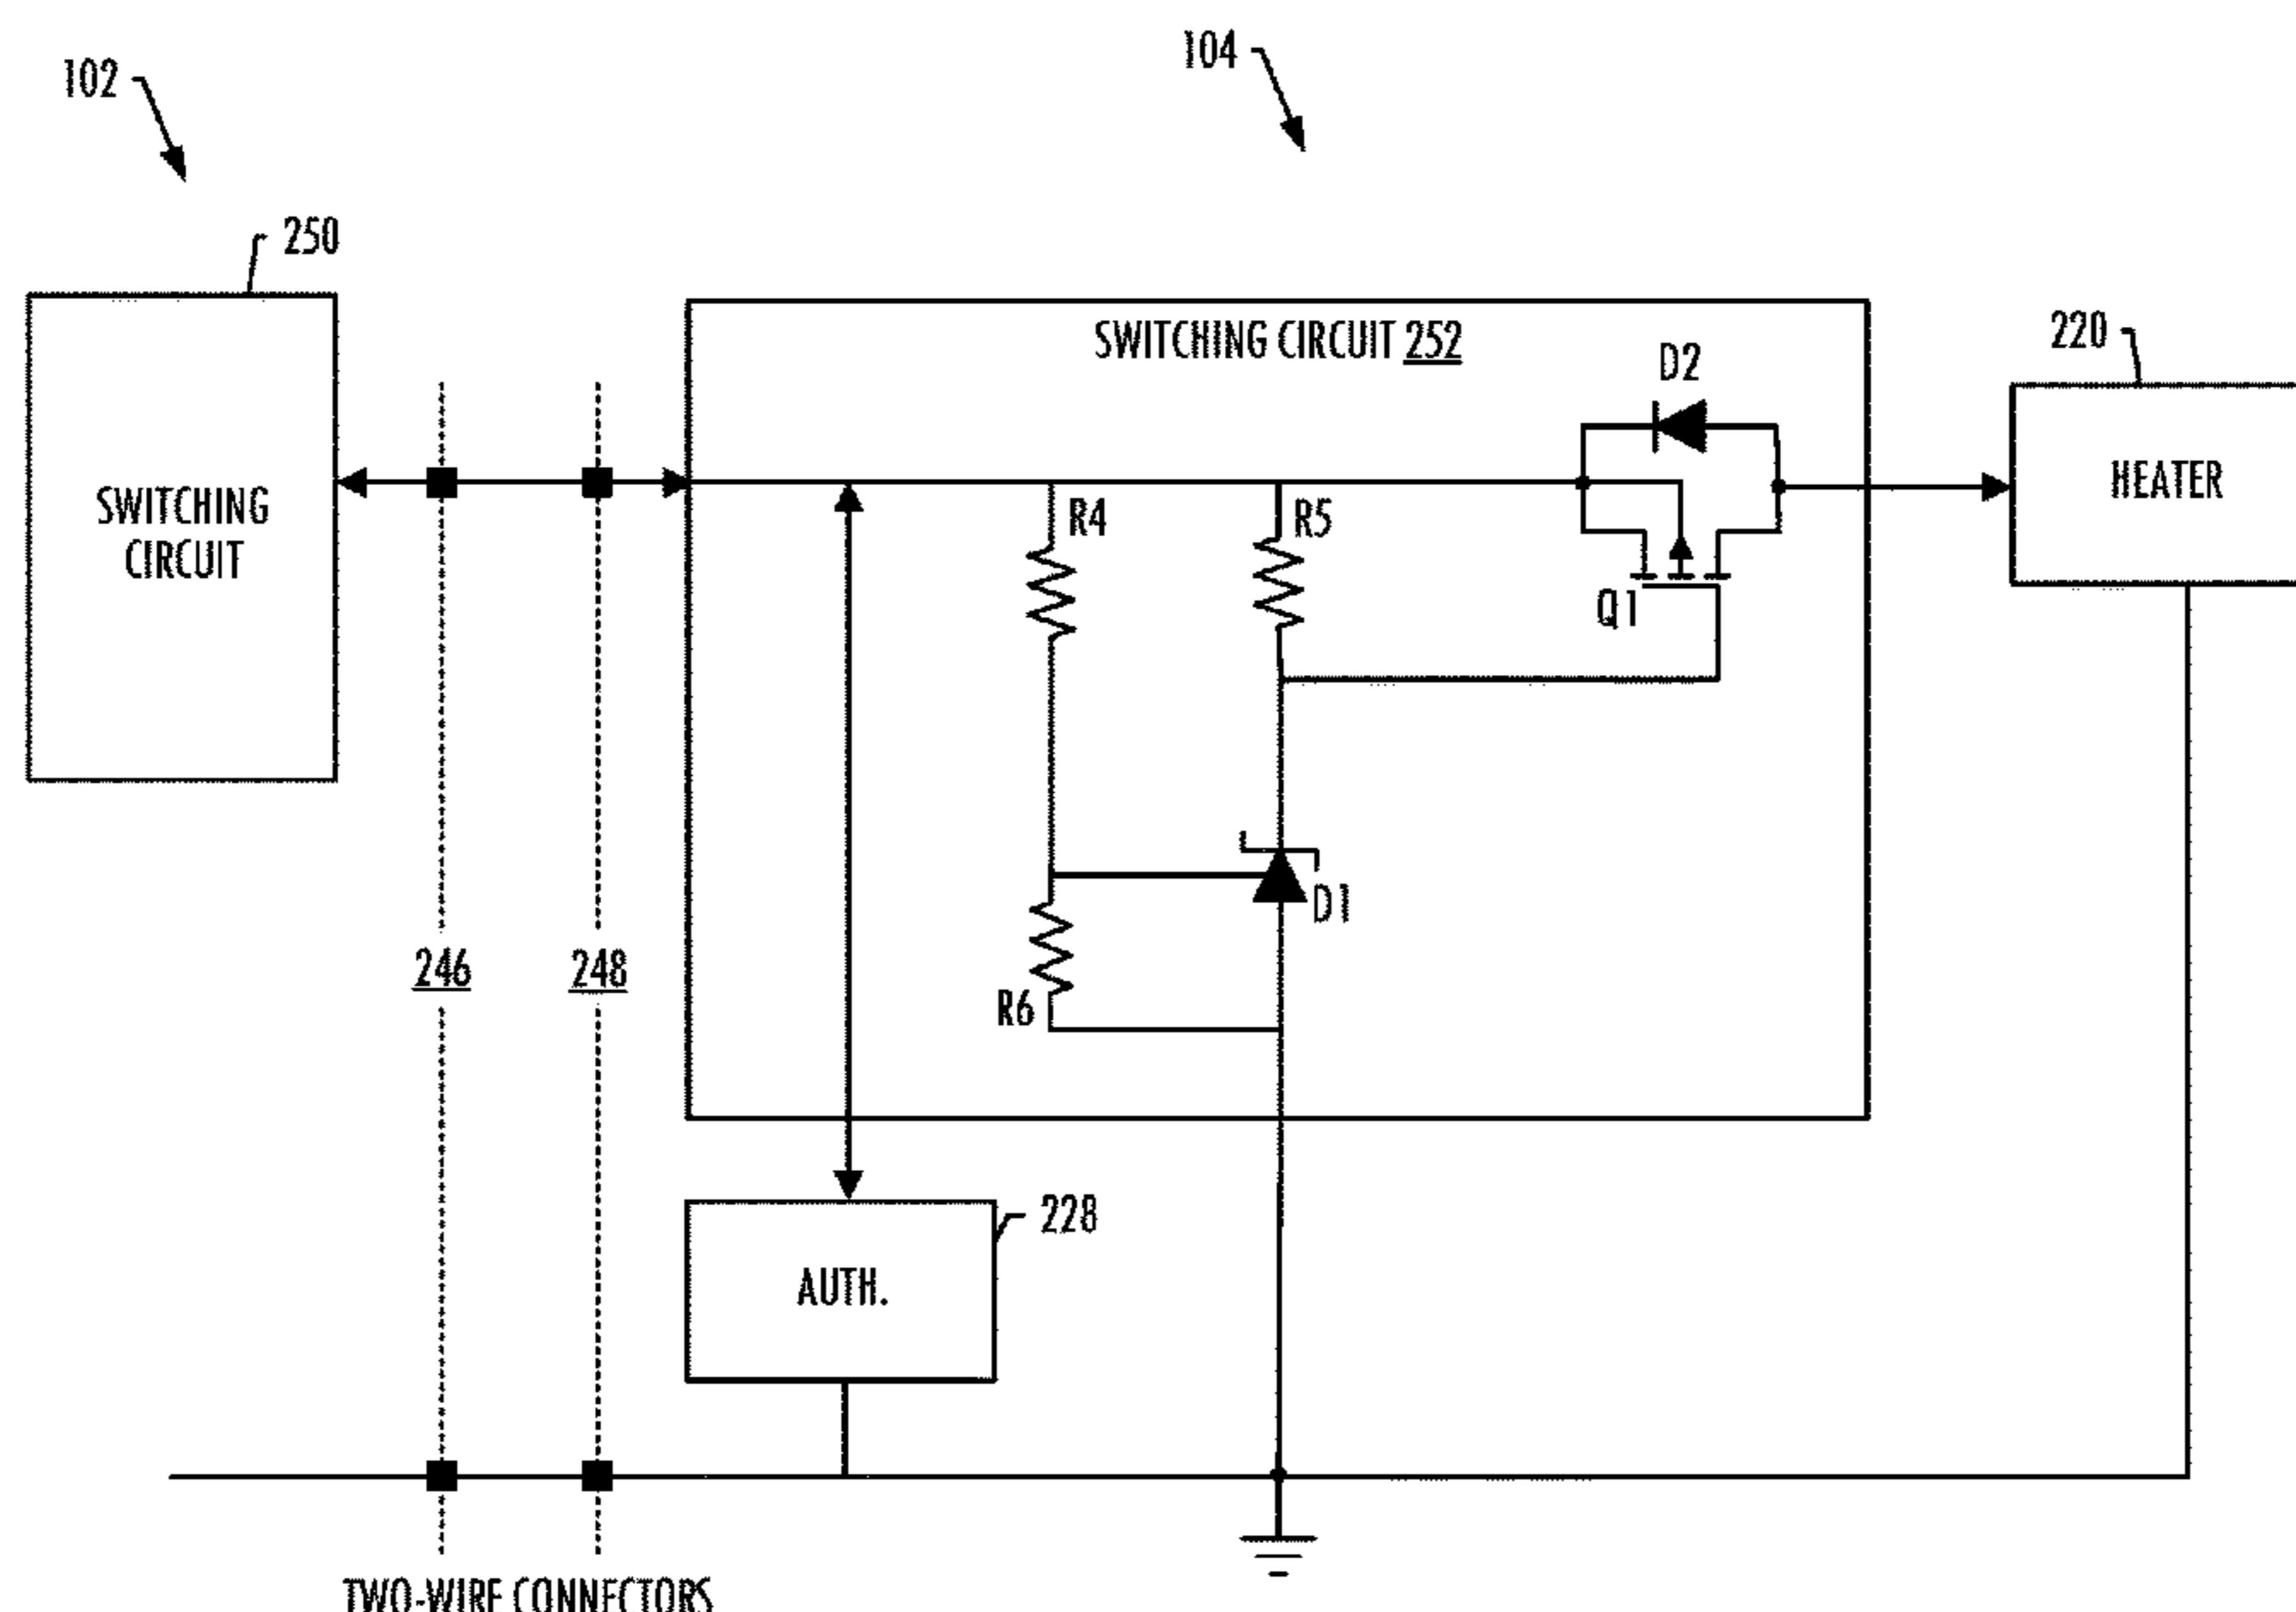 104
102
250
SWITCHING CIRCUIT 252
D2
220
SWITCHING
CIRCUIT
R4
R5
HEATER
Q1
D1
246
248
R6
228
AUTH.
TWO-WIRE CONNECTORS